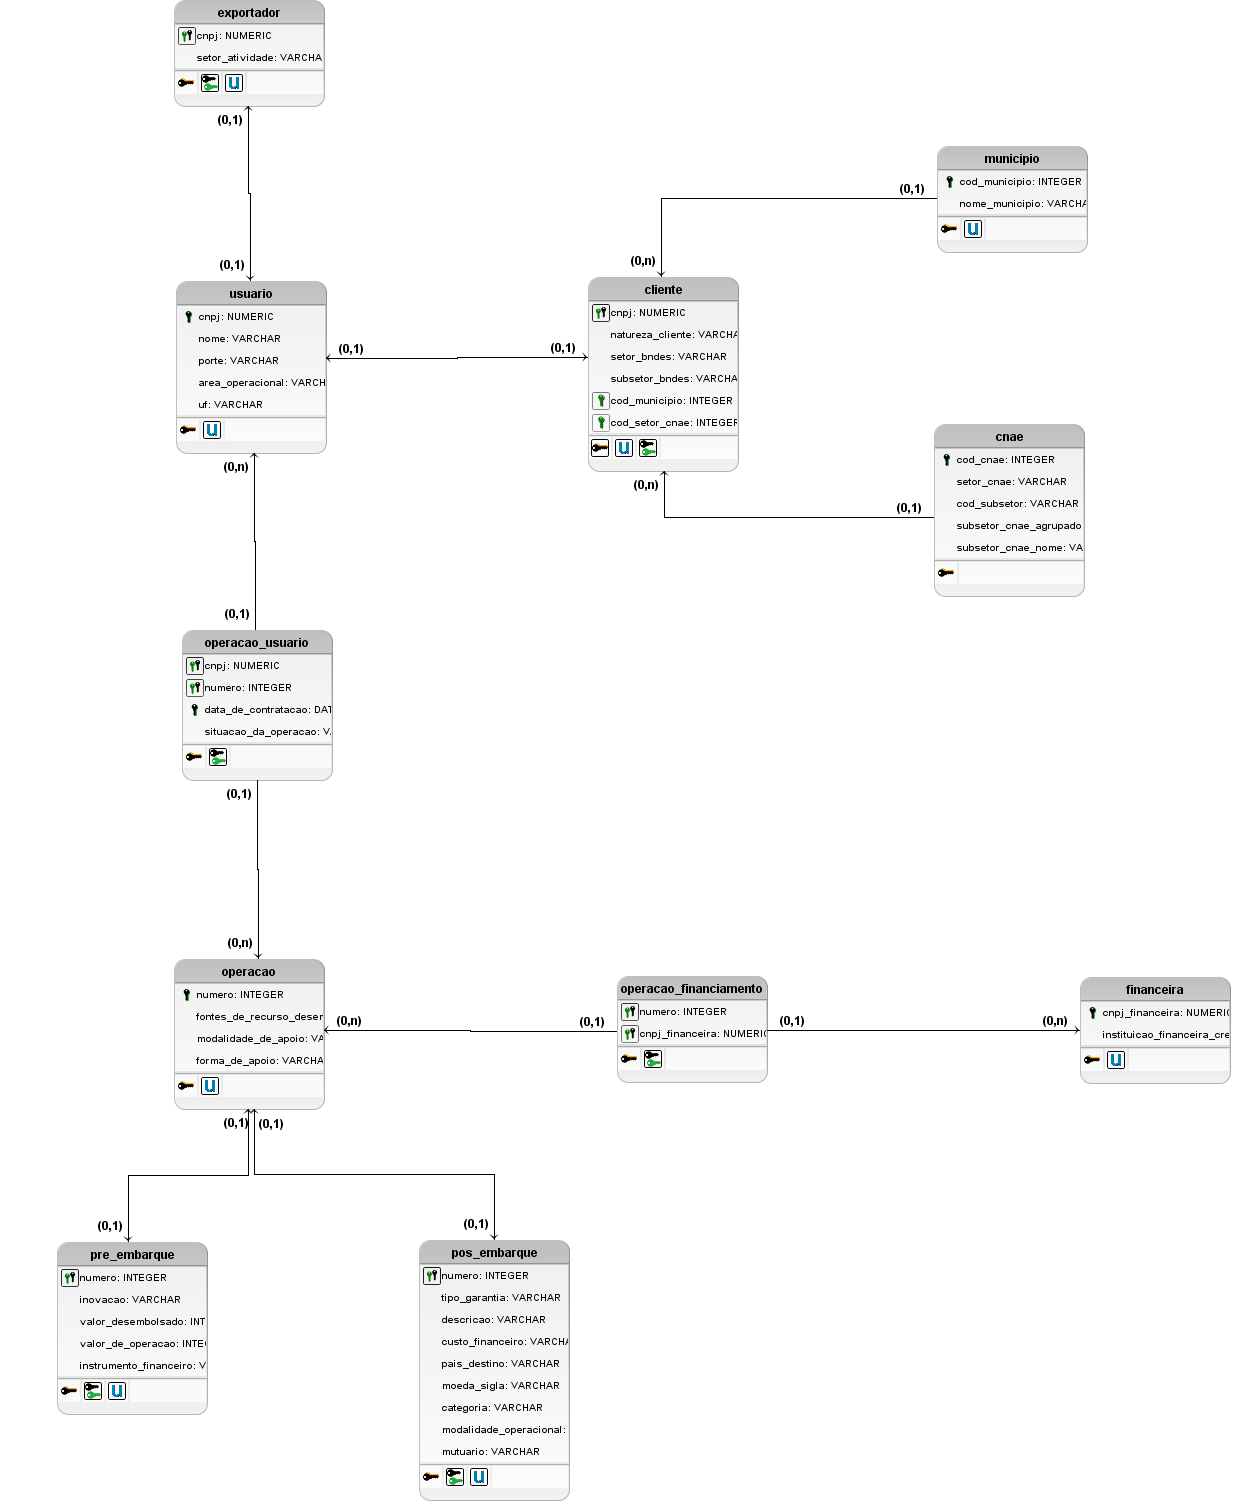 exportador
cnpj: NUMERIC
setor_atividade: VARCHA
(0,1)
(0,1)
usuario
cnpj: NUMERIC
nome: VARCHAR
porte: VARCHAR
area_operacional: VARCH
uf: VARCHAR
(0,1)
(0,1)
(0,n)
municipio
cod_municipio: INTEGER
nome_municipio: VARCHA
(0,1)
(0,n)
cliente
cnpj: NUMERIC
natureza_cliente: VARCHA
setor_bndes: VARCHAR
subsetor_bndes: VARCHA
cod_municipio: INTEGER
cod_setor_cnae: INTEGER
(0,n)
(0,1)
cnae
cod_cnae: INTEGER
setor_cnae: VARCHAR
cod_subsetor: VARCHAR
subsetor_cnae_agrupado
subsetor_cnae_nome: VA
(0,1)
operacao_usuario
cnpj: NUMERIC
numero: INTEGER
data_de_contratacao: DAT
situacao_da_operacao: VA
(0,1)
(0,n)
operacao
numero: INTEGER
fontes_de_recurso_deser
modalidade_de_apoio: VA
forma_de_apoio: VARCHA
(0,n)
(0,1)
operacao_financiamento
numero: INTEGER
cnpj_financeira: NUMERIC
(0,1)
(0,n)
financeira
cnpj_financeira: NUMERIC
instituicao_financeira_cre
(0,1)
(0,1)
(0,1)
pre_embarque
numero: INTEGER
inovacao: VARCHAR
valor_desembolsado: INT
valor_de_operacao: INTE
instrumento_financeiro: V
(0,1)
pos_embarque
numero: INTEGER
tipo_garantia: VARCHAR
descricao: VARCHAR
custo_financeiro: VARCHA
pais_destino: VARCHAR
moeda_sigla: VARCHAR
categoria: VARCHAR
modalidade_operacional:
mutuario: VARCHAR